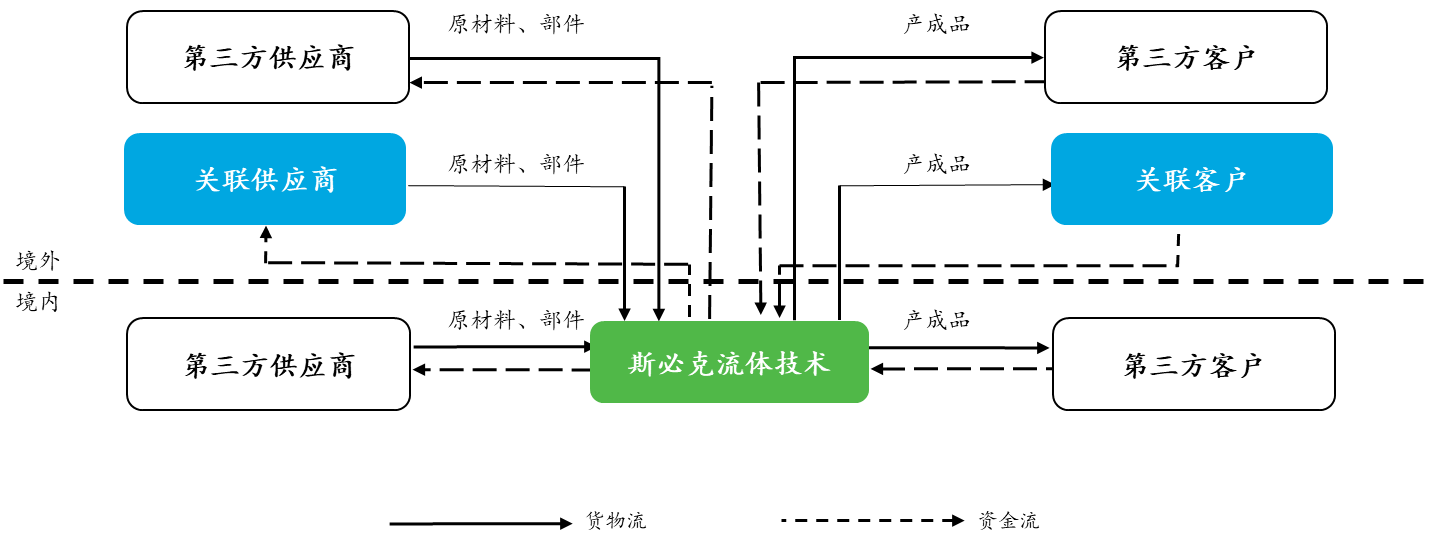 原材料、部件
产成品
第三方供应商
第三方客户
原材料、部件
产成品
关联供应商
关联客户
境外
境内
原材料、部件
产成品
第三方供应商
斯必克流体技术
第三方客户
货物流
资金流